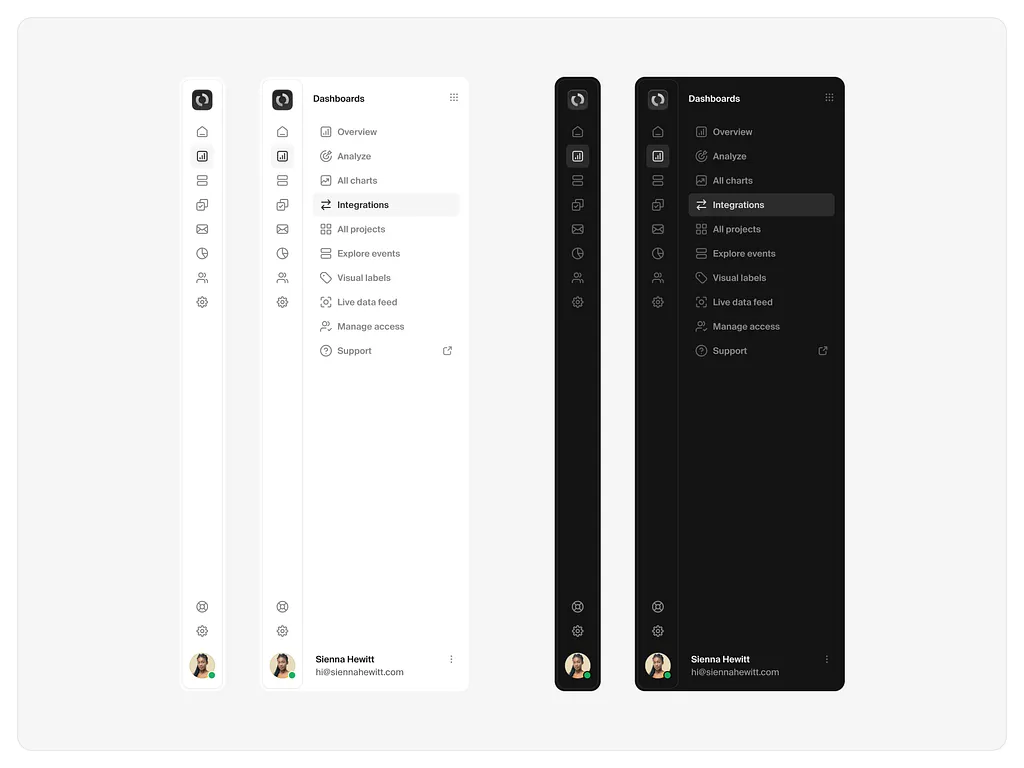 Dashboards
Overview
Analyze
All charts
Integrations
All projects
Explore events
Visual labels
Live data feed
Manage access
Support
Sienna Hewitt
hi@siennahewitt.com
Dashboards
Overview
Analyze
All charts
Integrations
All projects
Explore events
Visual labels
Live data feed
Manage access
Support
Sienna Hewitt
hi@siennahewitt.com